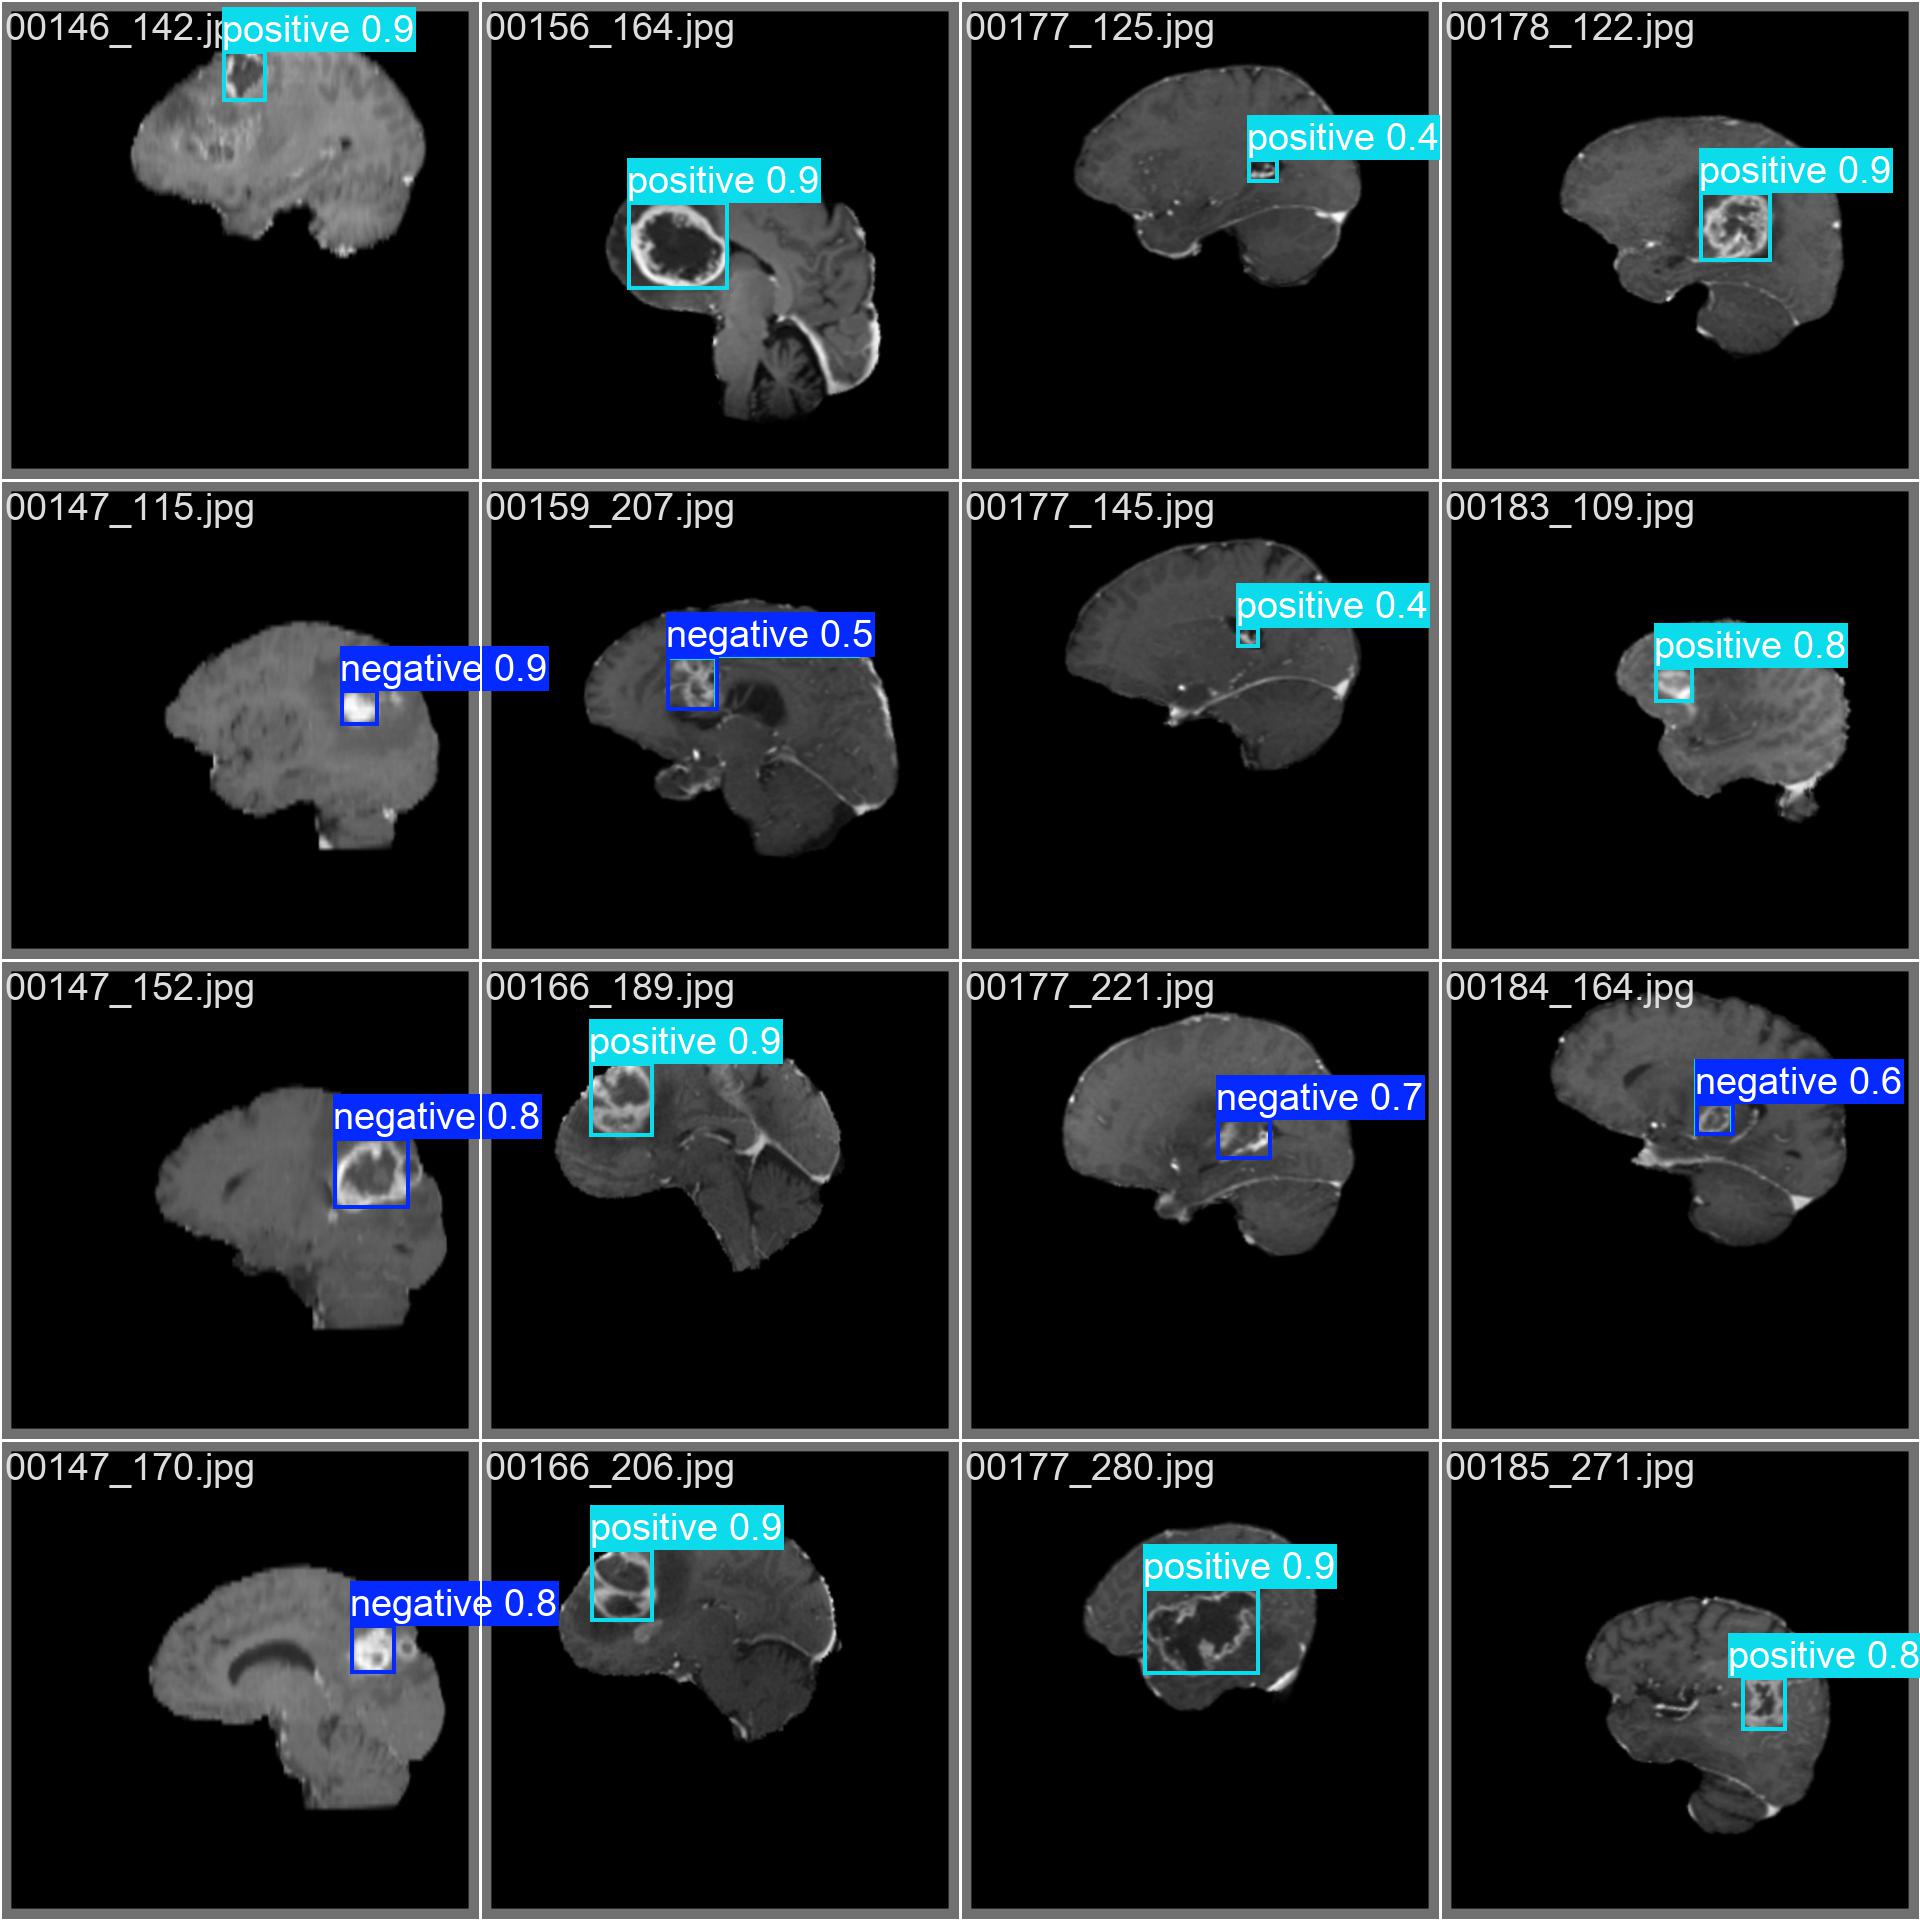 00146_142.jp
positive 0.9
00156_164.jpg
positive 0.9
00177_125.jpg
positive 0.4
00178_122.jpg
positive 0.9
00147_115.jpg
negative 0.9
00159_207.jpg
negative 0.5
00177_145.jpg
positive 0.4
00183_109.jpg
positive 0.8
00147_152.jpg
negative 0.8
00166_189.jpg
positive 0.9
00177_221.jpg
negative 0.7
00184_164.jpg
negative 0.6
00147_170.jpg
negative 0.8
00166_206.jpg
positive 0.9
00177_280.jpg
positive 0.9
00185_271.jpg
positive 0.8